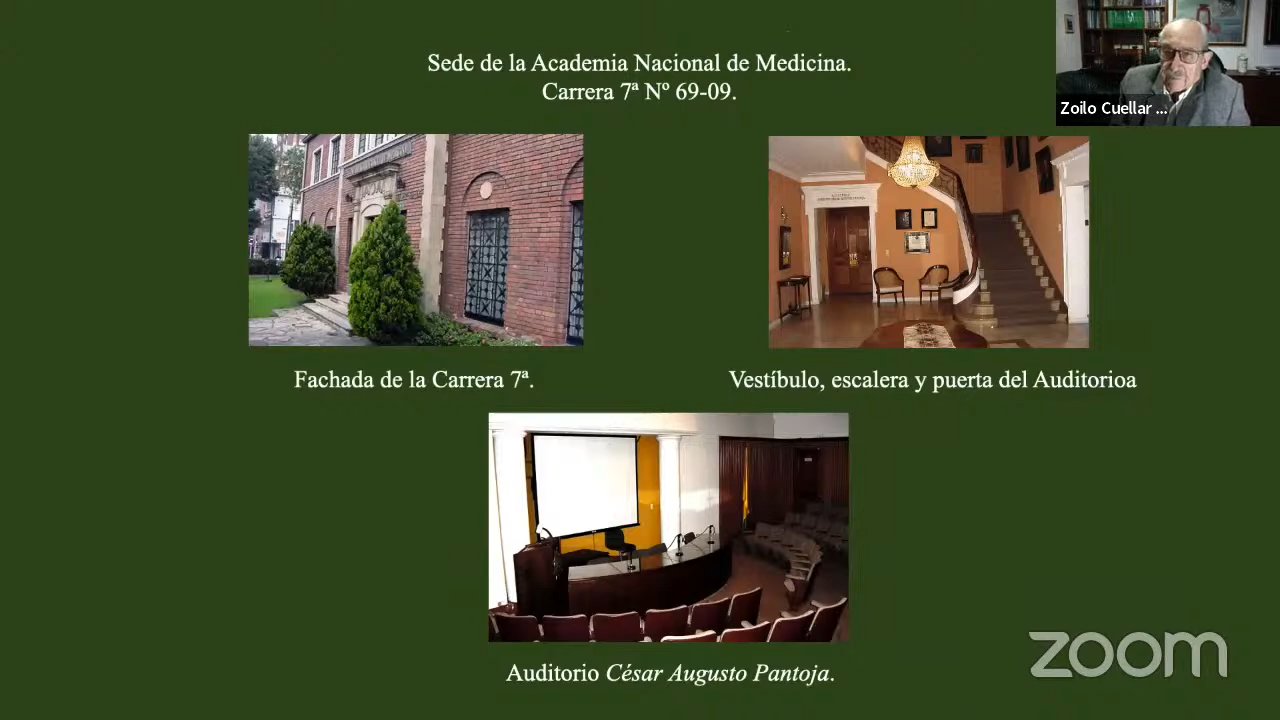 Sede de la Academia Nacional de Medicina.
Carrera 7ª Nº 69-09.
Zoilo Cuellar ...
Fachada de la Carrera 7ª.
Vestíbulo, escalera y puerta del Auditorioa
Auditorio César Augusto Pantoja.
zoom